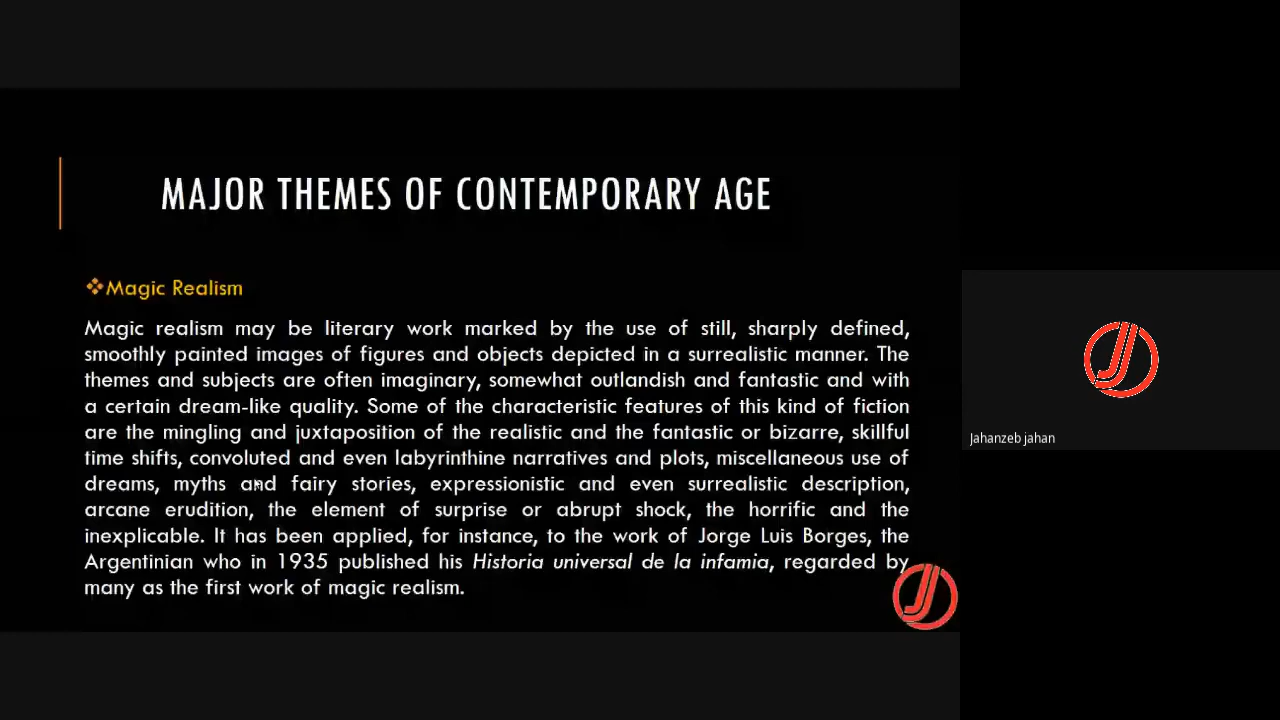 MAJOR THEMES OF CONTEMPORARY AGE
❖Magic Realism
Magic realism may be literary work marked by the use of still, sharply defined,
smoothly painted images of figures and objects depicted in a surrealistic manner. The
themes and subjects are often imaginary, somewhat outlandish and fantastic and with
a certain dream-like quality. Some of the characteristic features of this kind of fiction
are the mingling and juxtaposition of the realistic and the fantastic or bizarre, skillful
time shifts, convoluted and even labyrinthine narratives and plots, miscellaneous use of
dreams, myths and fairy stories, expressionistic and even surrealistic description,
arcane erudition, the element of surprise or abrupt shock, the horrific and the
inexplicable. It has been applied, for instance, to the work of Jorge Luis Borges, the
Argentinian who in 1935 published his Historia universal de la infamia, regarded by
many as the first work of magic realism.
Jahanzeb jahan